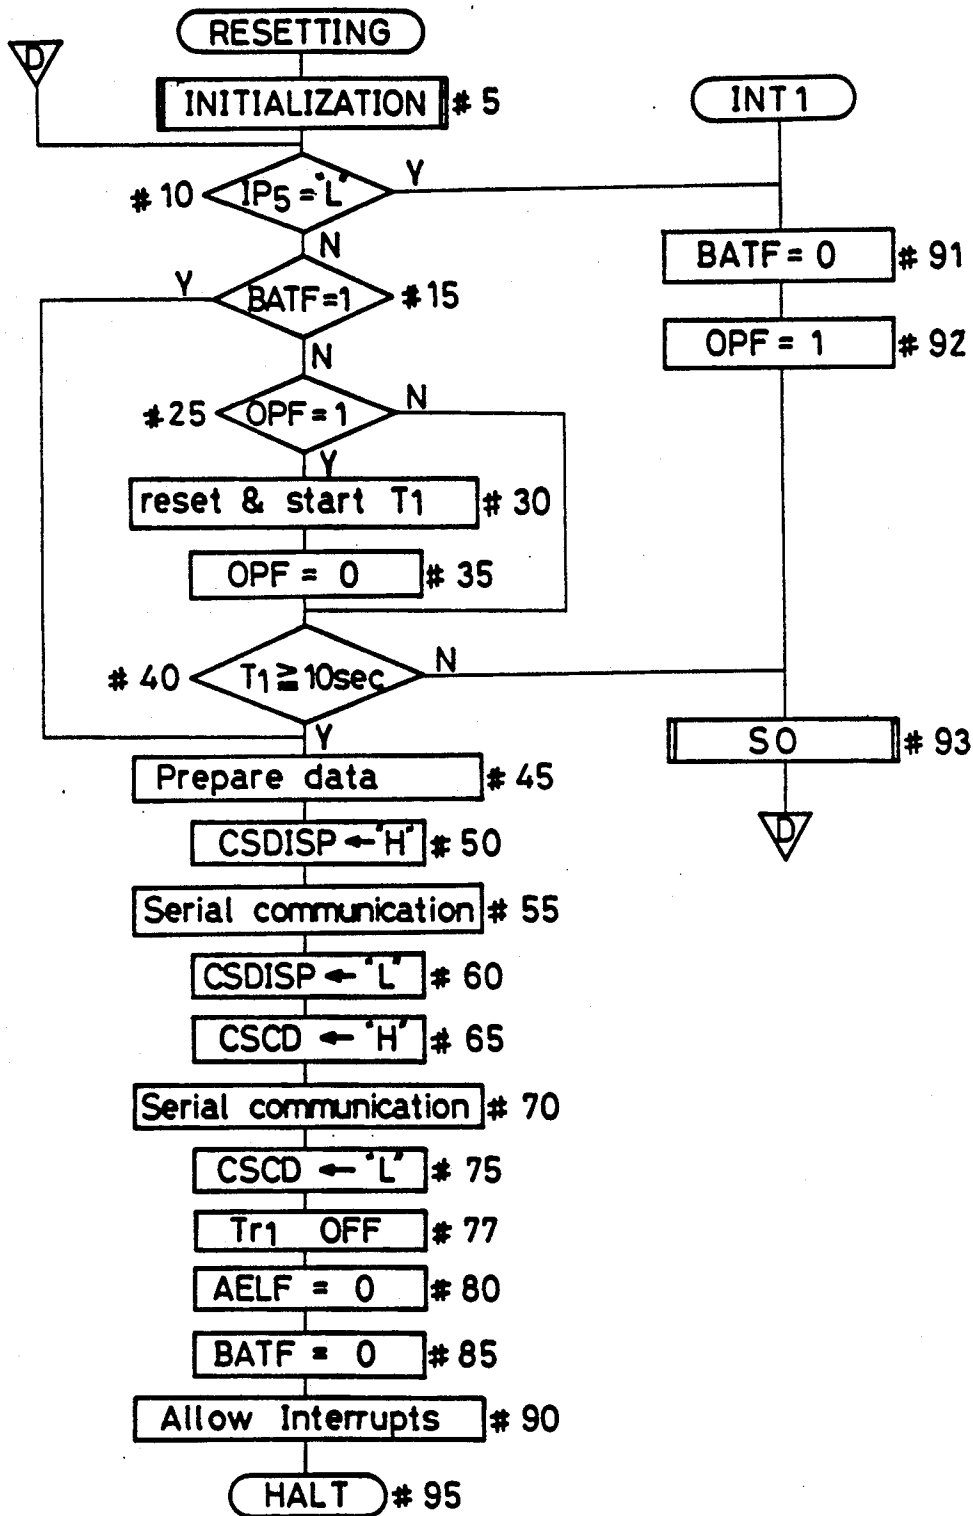 RESETTING
D
INITIALIZATION # 5
INT 1
# 10 IP5 = "L" Y
N
BATF = 0 # 91
Y BATF=1 # 15
N
OPF = 1 # 92
# 25 OPF = 1 N
Y
reset & start T1 # 30
OPF = 0 # 35
# 40 T1 ≧ 10sec N
Y
SO # 93
Prepare data # 45
D
CSDISP ← "H" # 50
Serial communication # 55
CSDISP ← "L" # 60
CSCD ← "H" # 65
Serial communication # 70
CSCD ← "L" # 75
Tr1 OFF # 77
AELF = 0 # 80
BATF = 0 # 85
Allow Interrupts # 90
HALT # 95